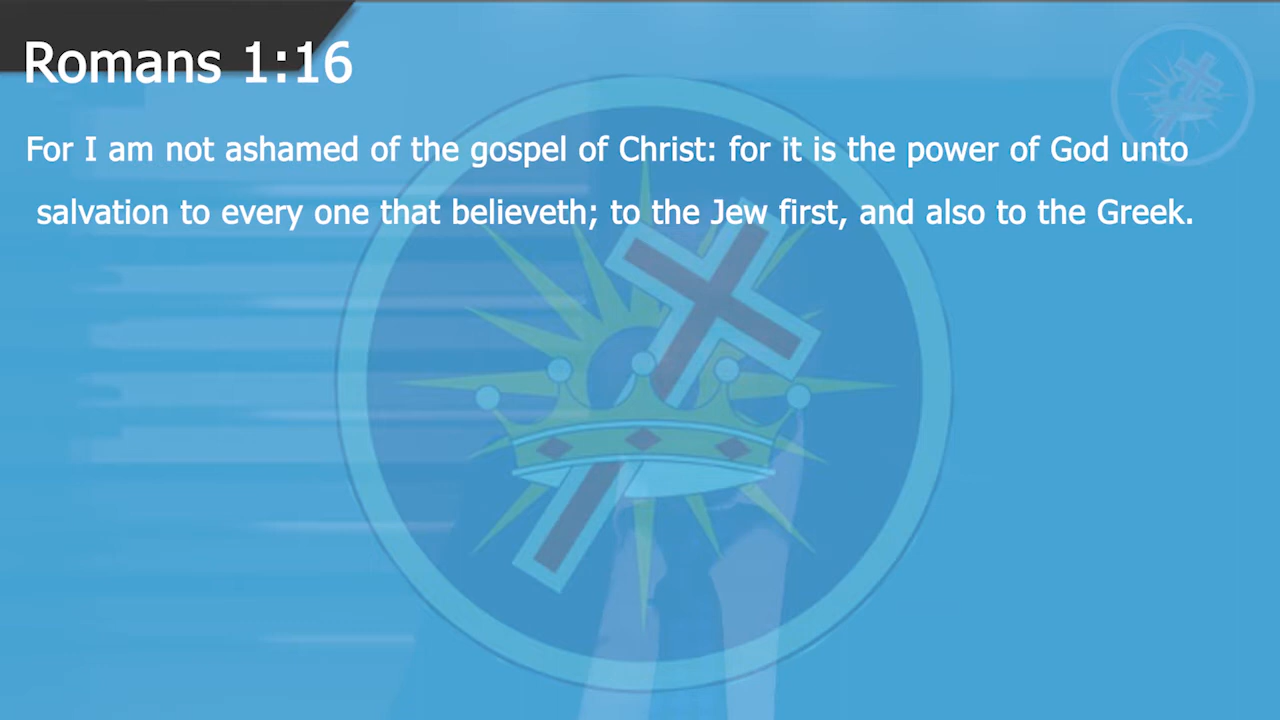 Romans 1:16
For I am not ashamed of the gospel of Christ: for it is the power of God unto
salvation to every one that believeth; to the Jew first, and also to the Greek.